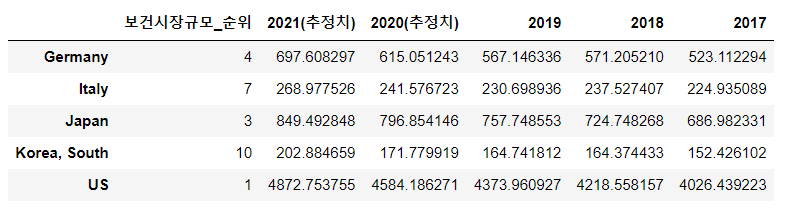 보건시장규모_순위 2021(추정치) 2020(추정치) 2019 2018 2017
Germany 4 697.608297 615.051243 567.146336 571.205210 523.112294
Italy 7 268.977526 241.576723 230.698936 237.527407 224.935089
Japan 3 849.492848 796.854146 757.748553 724.748268 686.982331
Korea, South 10 202.884659 171.779919 164.741812 164.374433 152.426102
US 1 4872.753755 4584.186271 4373.960927 4218.558157 4026.439223